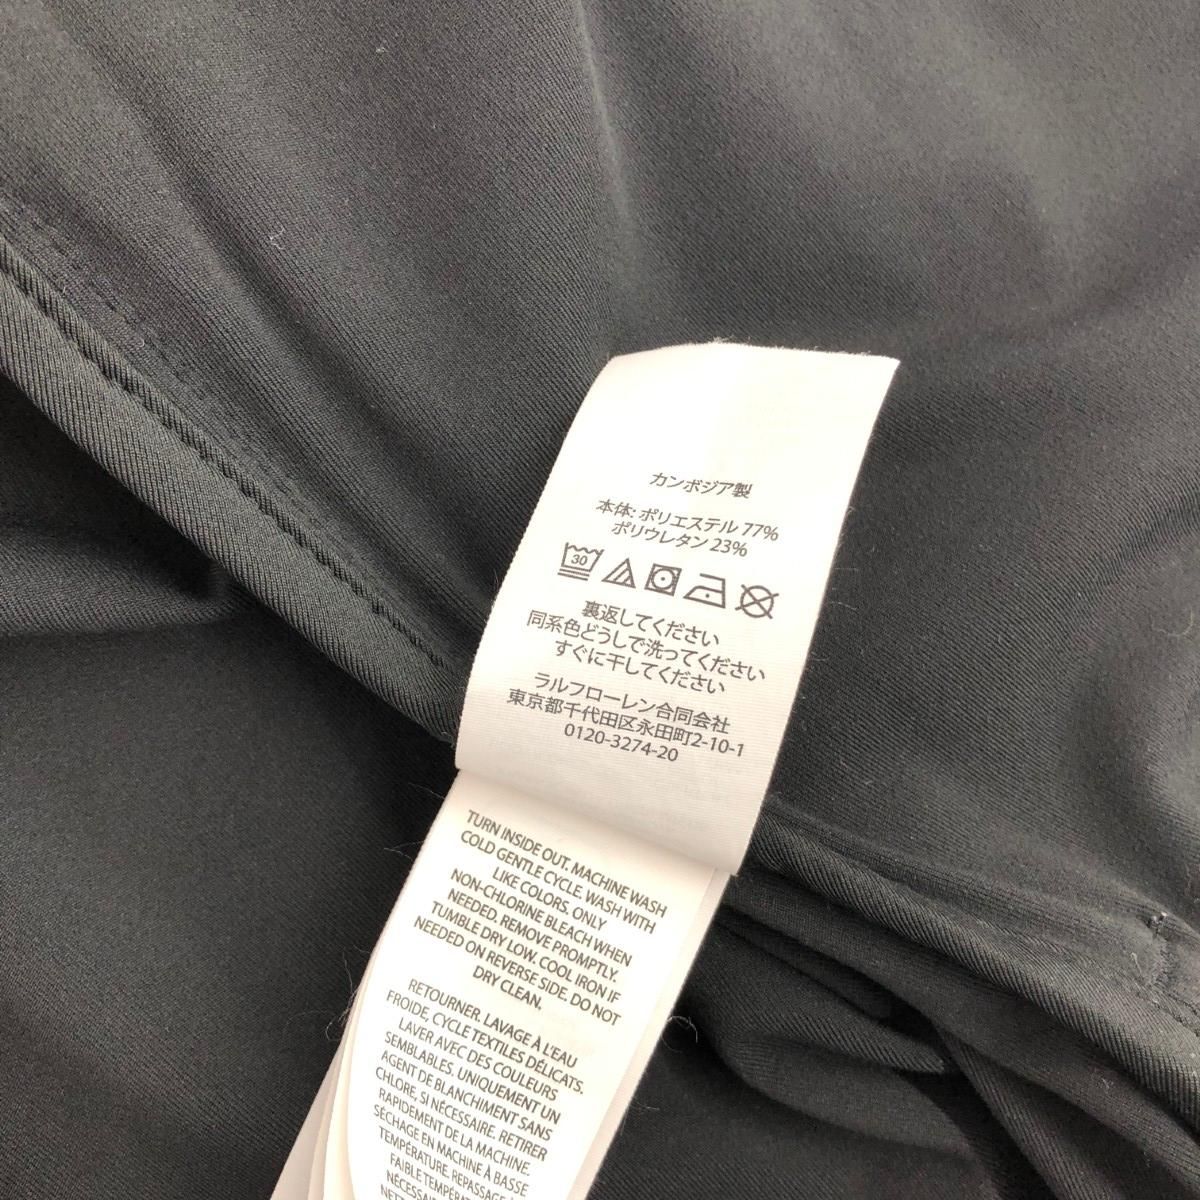 カンボジア製
本体: ポリエステル 77%
ポリウレタン 23%
30
裏返してください
同系色どうしで洗ってください
すぐに干してください
ラルフローレン合同会社
東京都千代田区永田町2-10-1
0120-3274-20
TURN INSIDE OUT. MACHINE WASH
COLD GENTLE CYCLE. WASH WITH
LIKE COLORS. ONLY
NON-CHLORINE BLEACH WHEN
NEEDED. REMOVE PROMPTLY.
TUMBLE DRY LOW. COOL IRON IF
NEEDED ON REVERSE SIDE. DO NOT
DRY CLEAN.
RETOURNER. LAVAGE À L'EAU
FROIDE, CYCLE TEXTILES DÉLICATS.
LAVER AVEC DES COULEURS
SEMBLABLES. UNIQUEMENT UN
AGENT DE BLANCHIMENT SANS
CHLORE, SI NÉCESSAIRE. RETIRER
RAPIDEMENT DE LA MACHINE.
SÉCHAGE EN MACHINE À BASSE
TEMPÉRATURE. REPASSAGE À
FAIBLE TEMPÉRAT
NÉCESSAI
NET